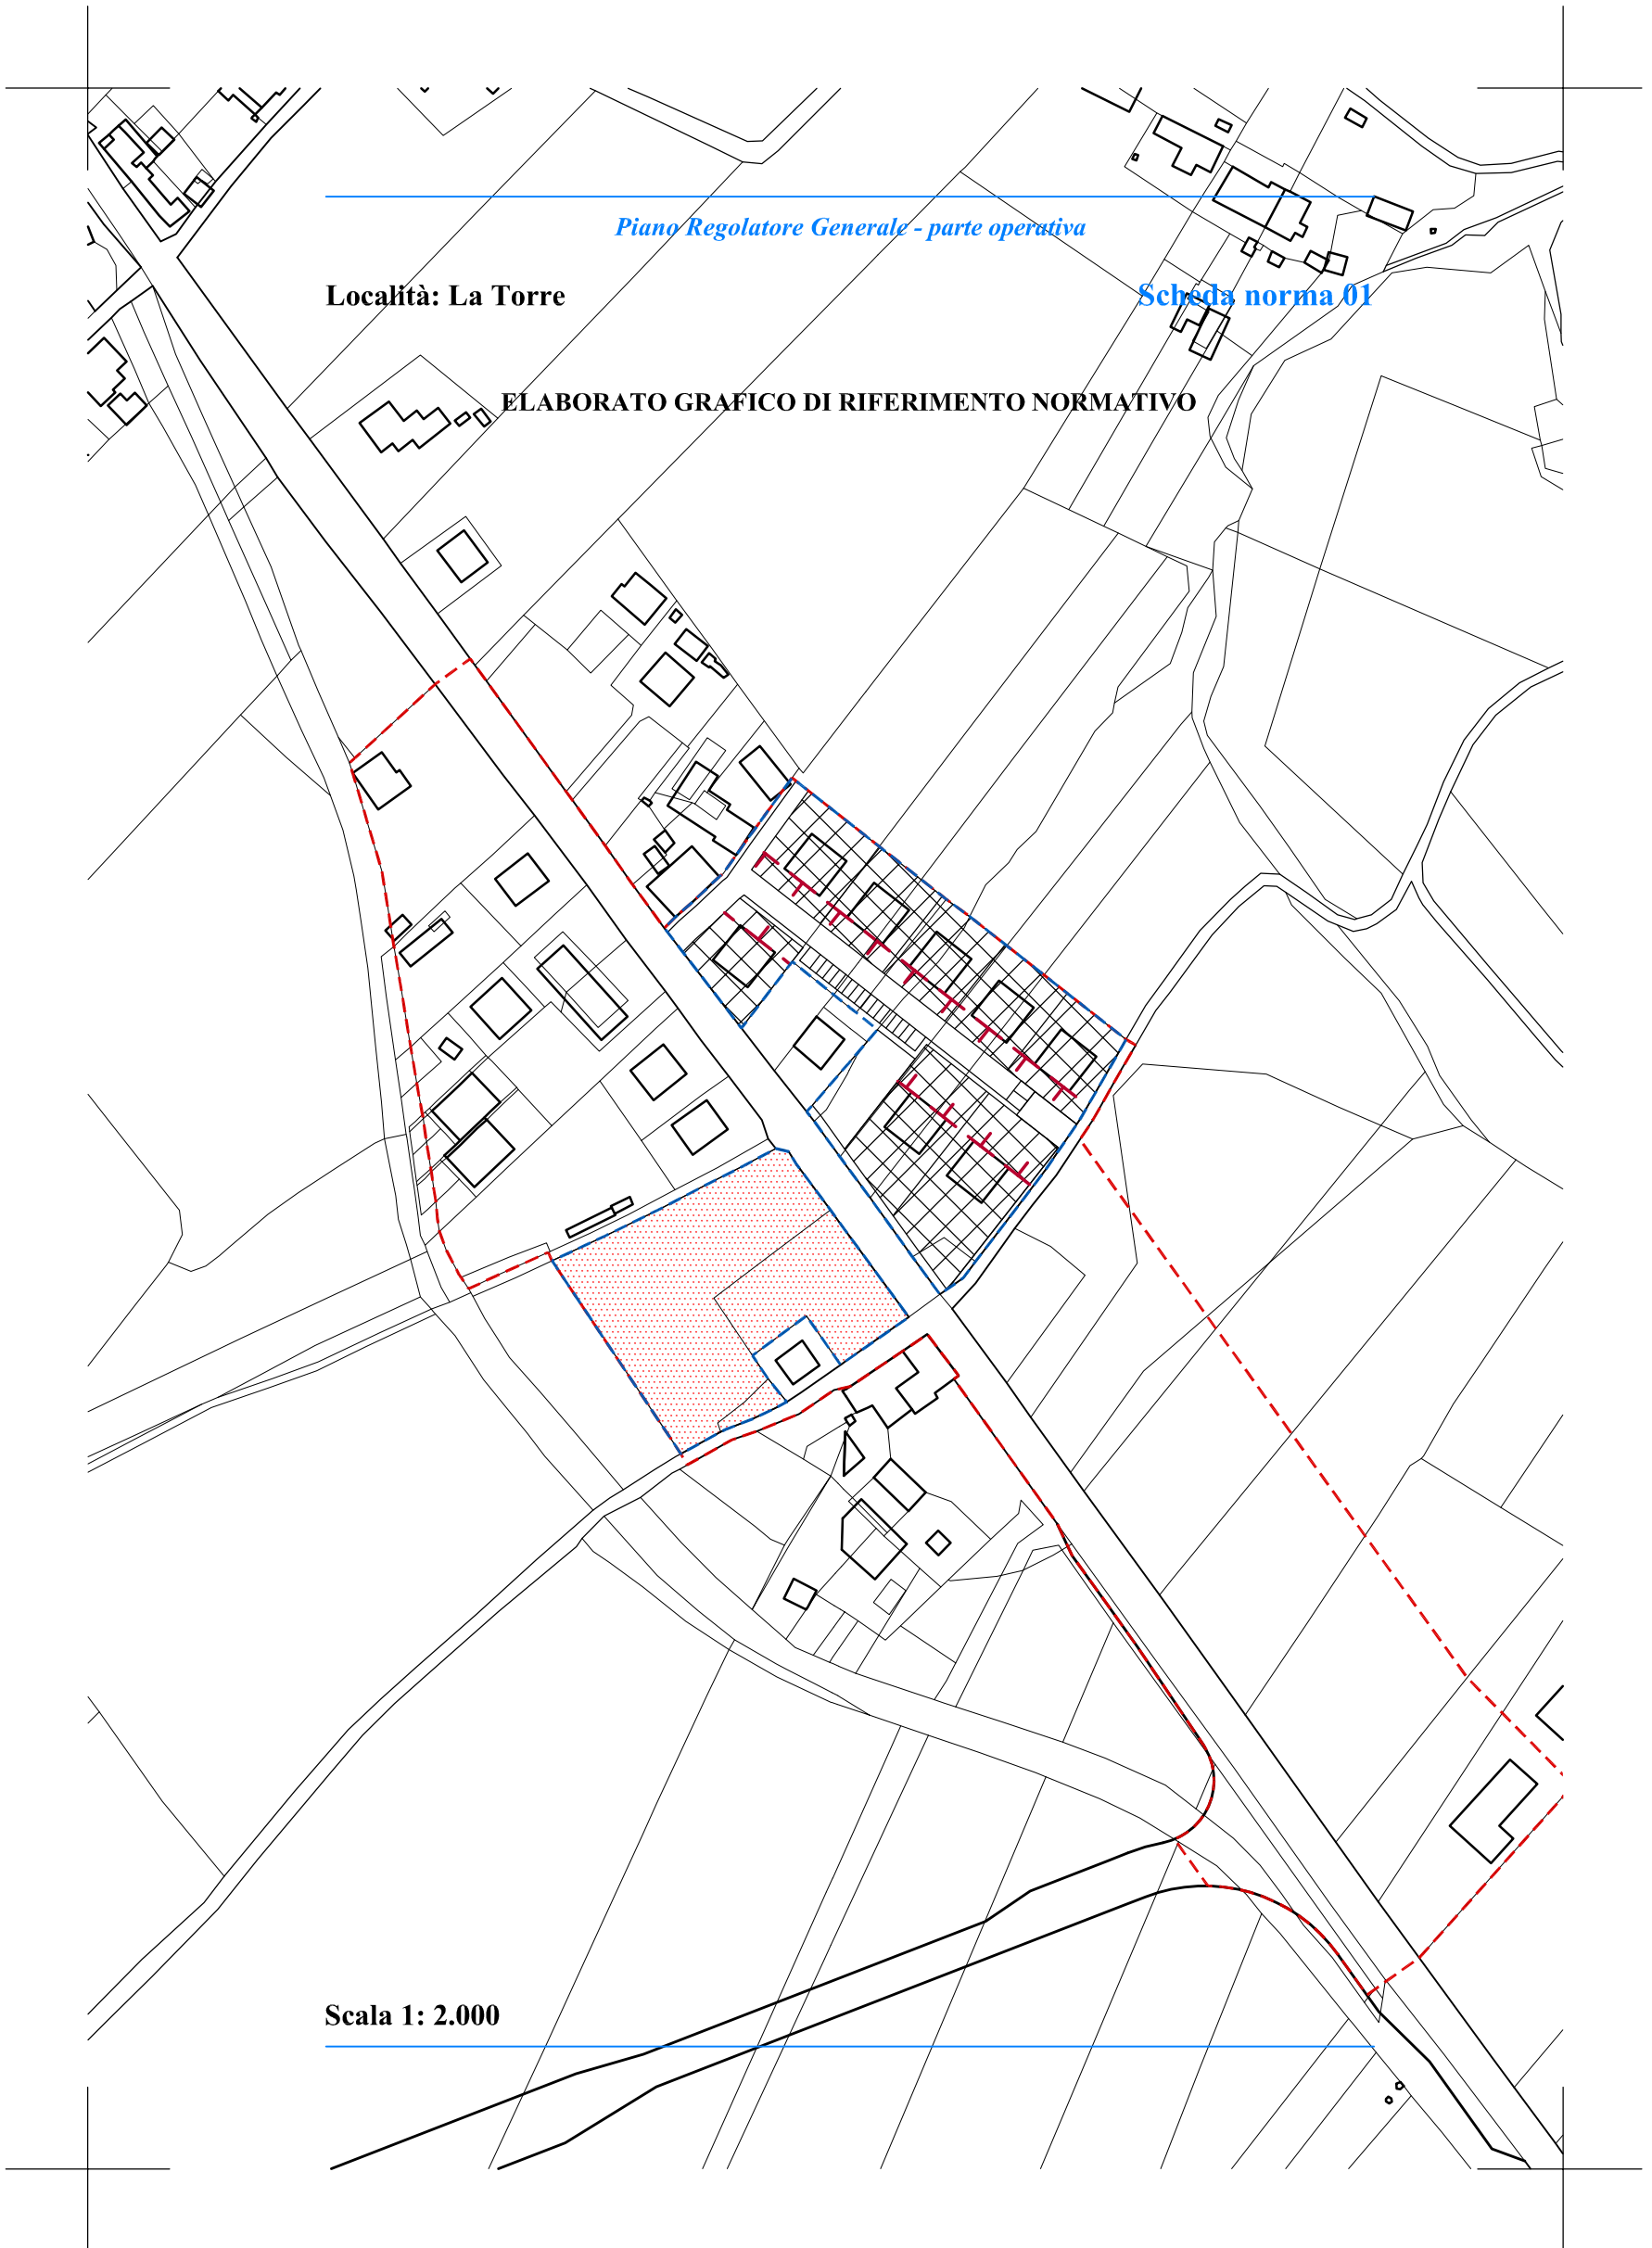 Piano Regolatore Generale - parte operativa
Località: La Torre
Scheda norma 01
ELABORATO GRAFICO DI RIFERIMENTO NORMATIVO
Scala 1: 2.000